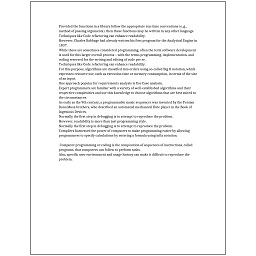 Provided the functions in a library follow the appropriate run-time conventions (e.g.,
method of passing arguments), then these functions may be written in any other language.
Techniques like Code refactoring can enhance readability.
However, Charles Babbage had already written his first program for the Analytical Engine in
1837.
While these are sometimes considered programming, often the term software development
is used for this larger overall process – with the terms programming, implementation, and
coding reserved for the writing and editing of code per se.
Techniques like Code refactoring can enhance readability.
For this purpose, algorithms are classified into orders using so-called Big O notation, which
expresses resource use, such as execution time or memory consumption, in terms of the size
of an input.
One approach popular for requirements analysis is Use Case analysis.
Expert programmers are familiar with a variety of well-established algorithms and their
respective complexities and use this knowledge to choose algorithms that are best suited to
the circumstances.
As early as the 9th century, a programmable music sequencer was invented by the Persian
Banu Musa brothers, who described an automated mechanical flute player in the Book of
Ingenious Devices.
Normally the first step in debugging is to attempt to reproduce the problem.
However, readability is more than just programming style.
Normally the first step in debugging is to attempt to reproduce the problem.
Compilers harnessed the power of computers to make programming easier by allowing
programmers to specify calculations by entering a formula using infix notation.
Computer programming or coding is the composition of sequences of instructions, called
programs, that computers can follow to perform tasks.
Also, specific user environment and usage history can make it difficult to reproduce the
problem.